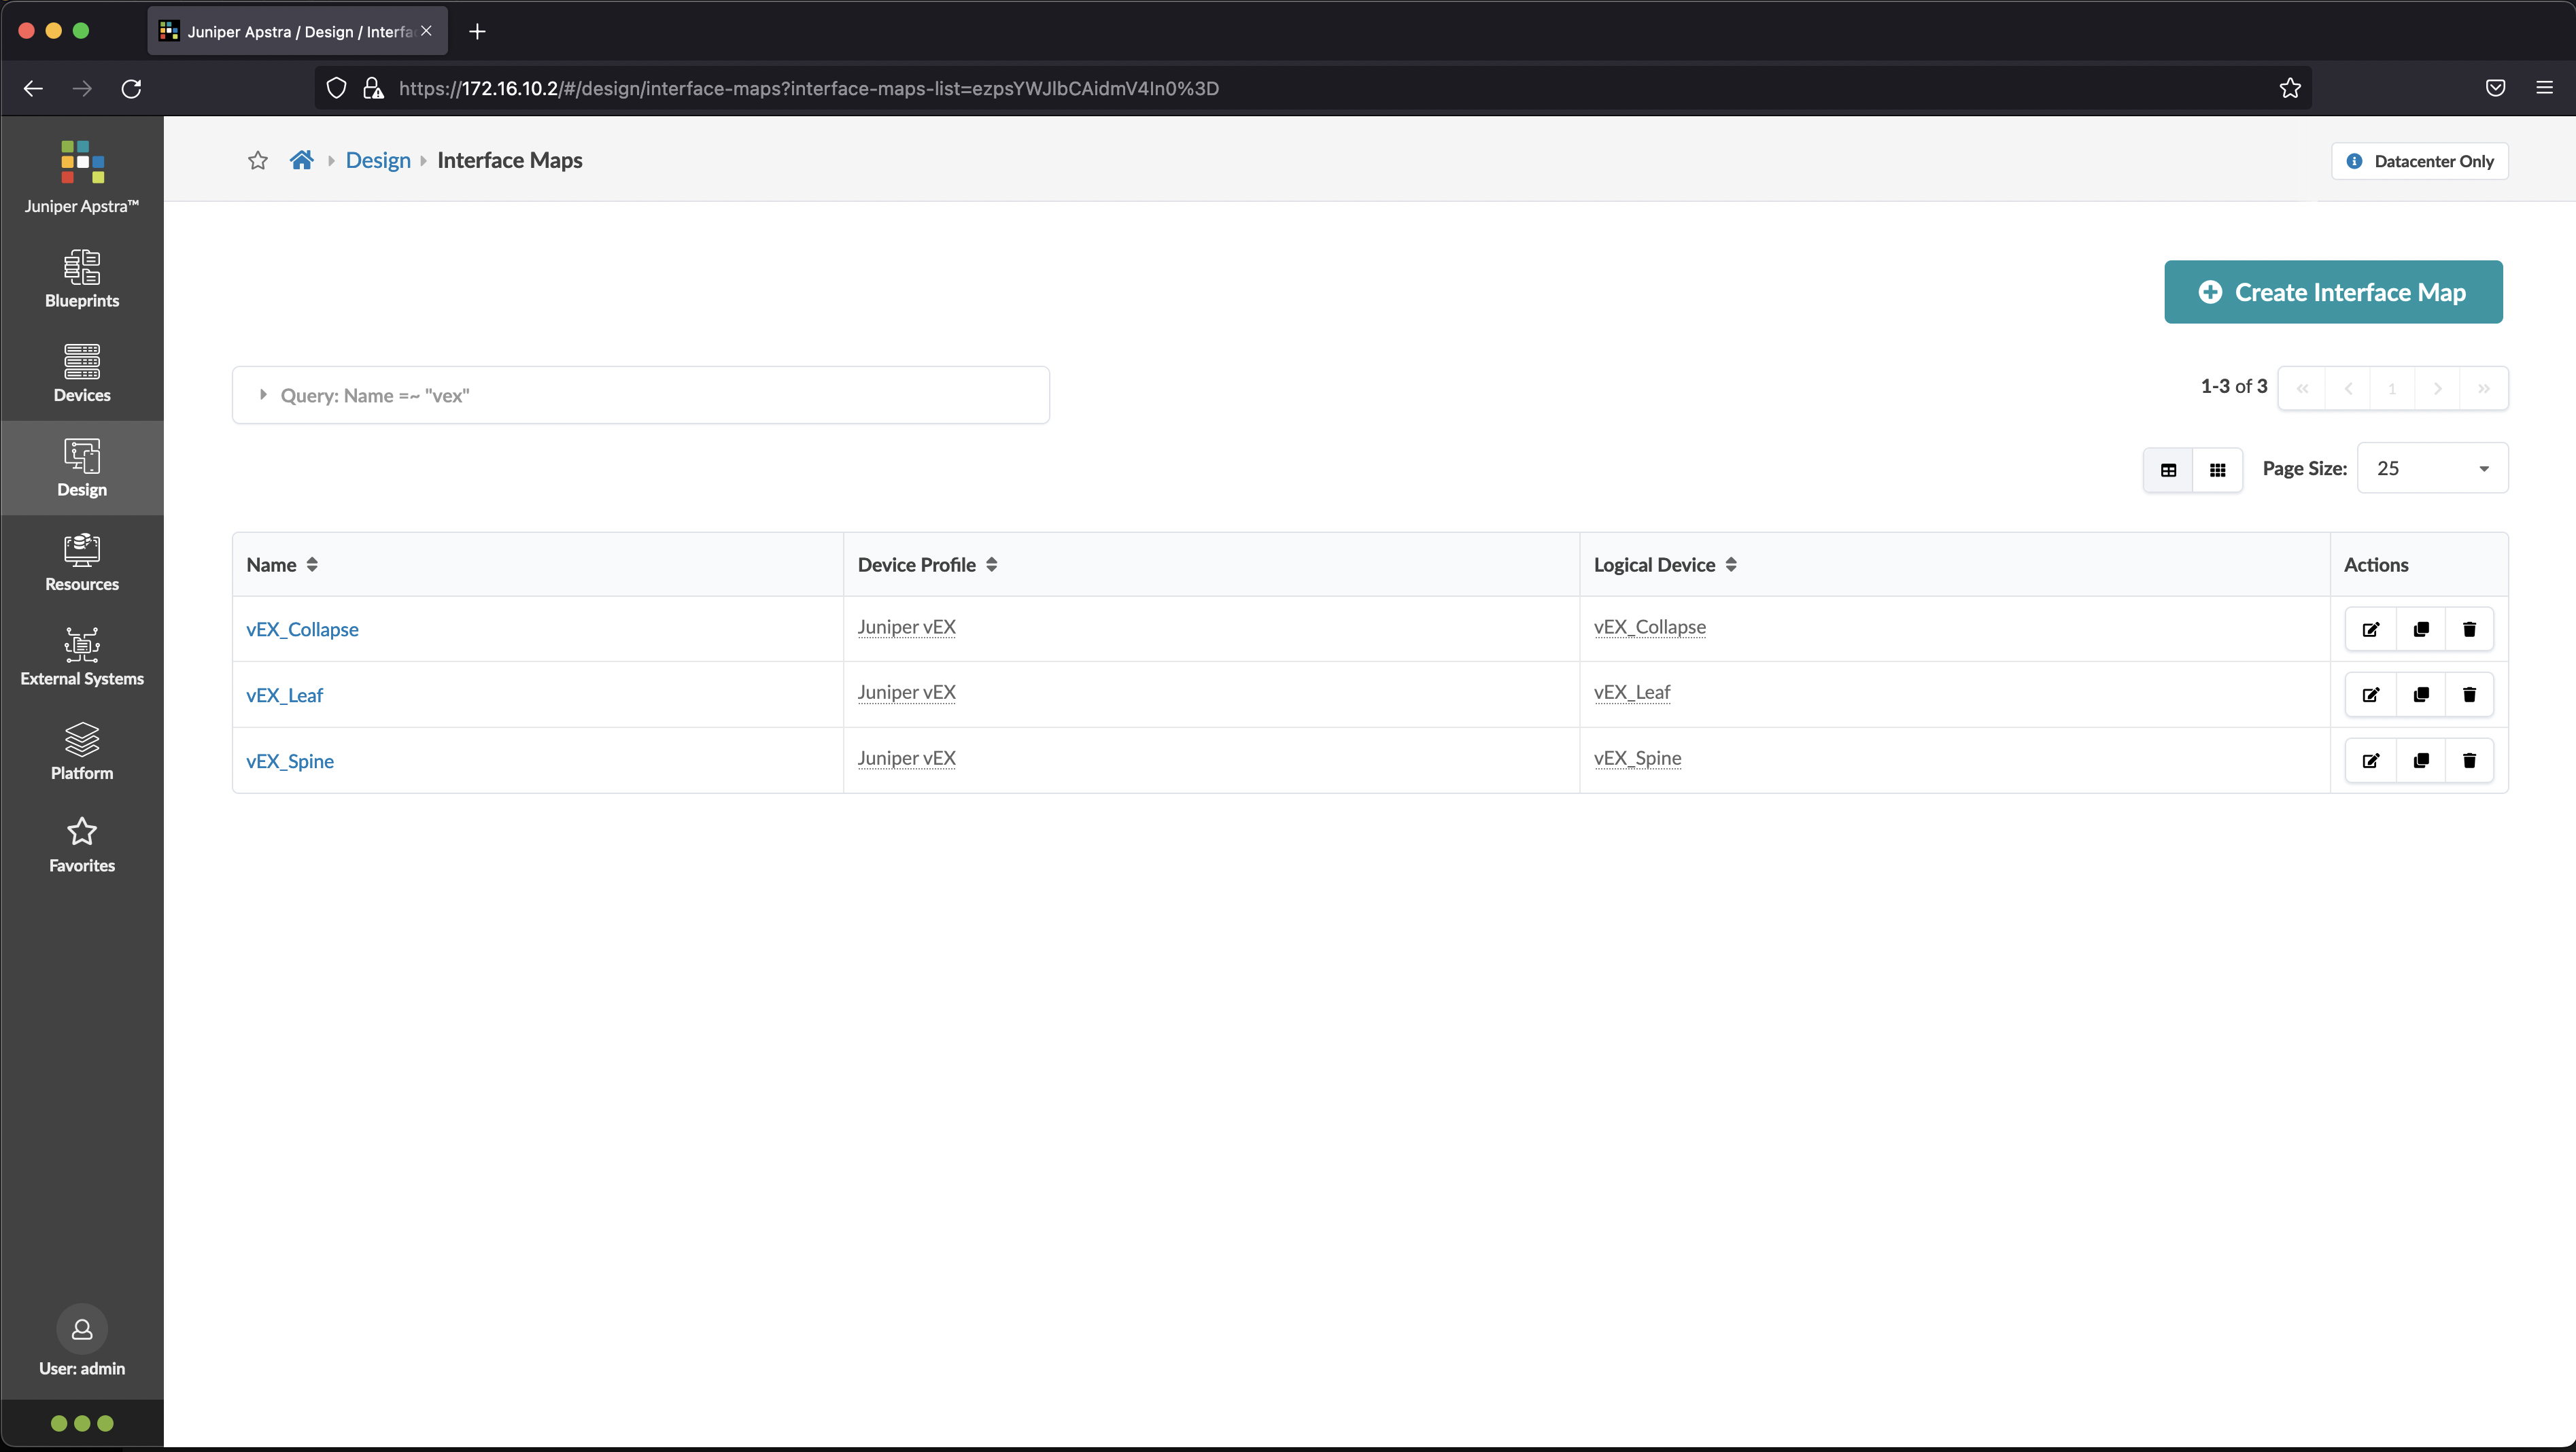 Juniper Apstra / Design / Interfa
https://172.16.10.2/#/design/interface-maps?interface-maps-list=ezpsYWJlbCAidmV4In0%3D
Juniper Apstra™
Blueprints
Devices
Design
Resources
External Systems
Platform
Favorites
User: admin
Design
Interface Maps
Datacenter Only
Create Interface Map
Query: Name =~ "vex"
1-3 of 3
« ‹ 1 › »
Page Size: 25
Name Device Profile Logical Device Actions
vEX_Collapse Juniper vEX vEX_Collapse
vEX_Leaf Juniper vEX vEX_Leaf
vEX_Spine Juniper vEX vEX_Spine